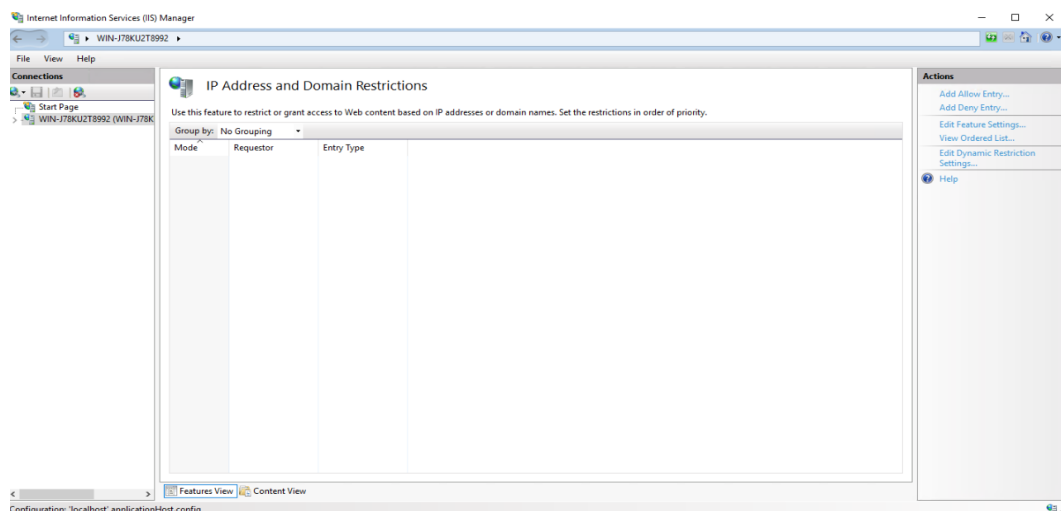 Internet Information Services (IIS) Manager
WIN-J78KU2T8992
File View Help
Connections
Start Page
WIN-J78KU2T8992 (WIN-J78K
IP Address and Domain Restrictions
Use this feature to restrict or grant access to Web content based on IP addresses or domain names. Set the restrictions in order of priority.
Group by: No Grouping
Mode Requestor Entry Type
Features View Content View
Actions
Add Allow Entry...
Add Deny Entry...
Edit Feature Settings...
View Ordered List...
Edit Dynamic Restriction
Settings...
Help
Configuration: 'localhost' applicationHost.config